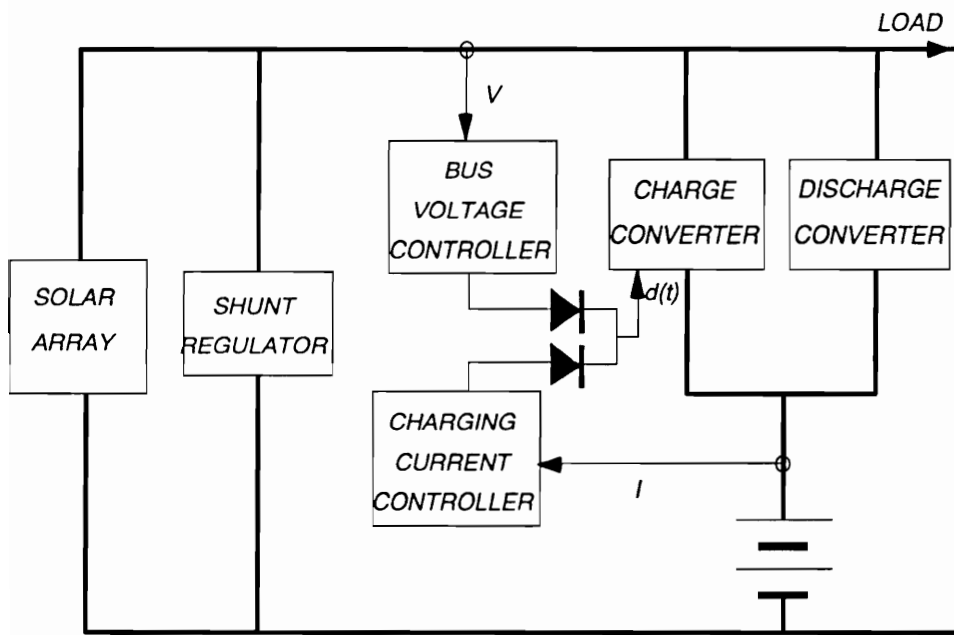 LOAD
V
BUS
VOLTAGE
CONTROLLER
CHARGE
CONVERTER
DISCHARGE
CONVERTER
SOLAR
ARRAY
SHUNT
REGULATOR
d(t)
CHARGING
CURRENT
CONTROLLER
I